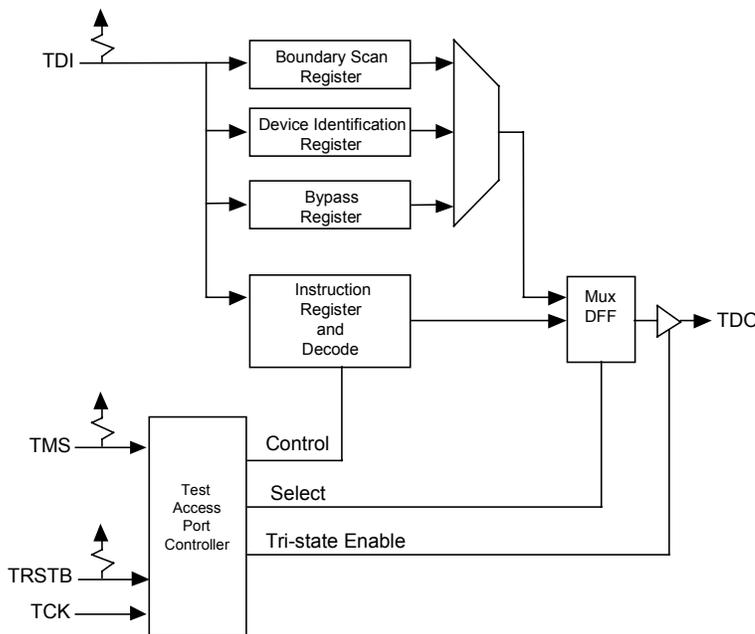 TDI
Boundary Scan
Register
Device Identification
Register
Bypass
Register
Instruction
Register
and
Decode
Mux
DFF
TDO
TMS
Control
Test
Access
Port
Controller
Select
Tri-state Enable
TRSTB
TCK